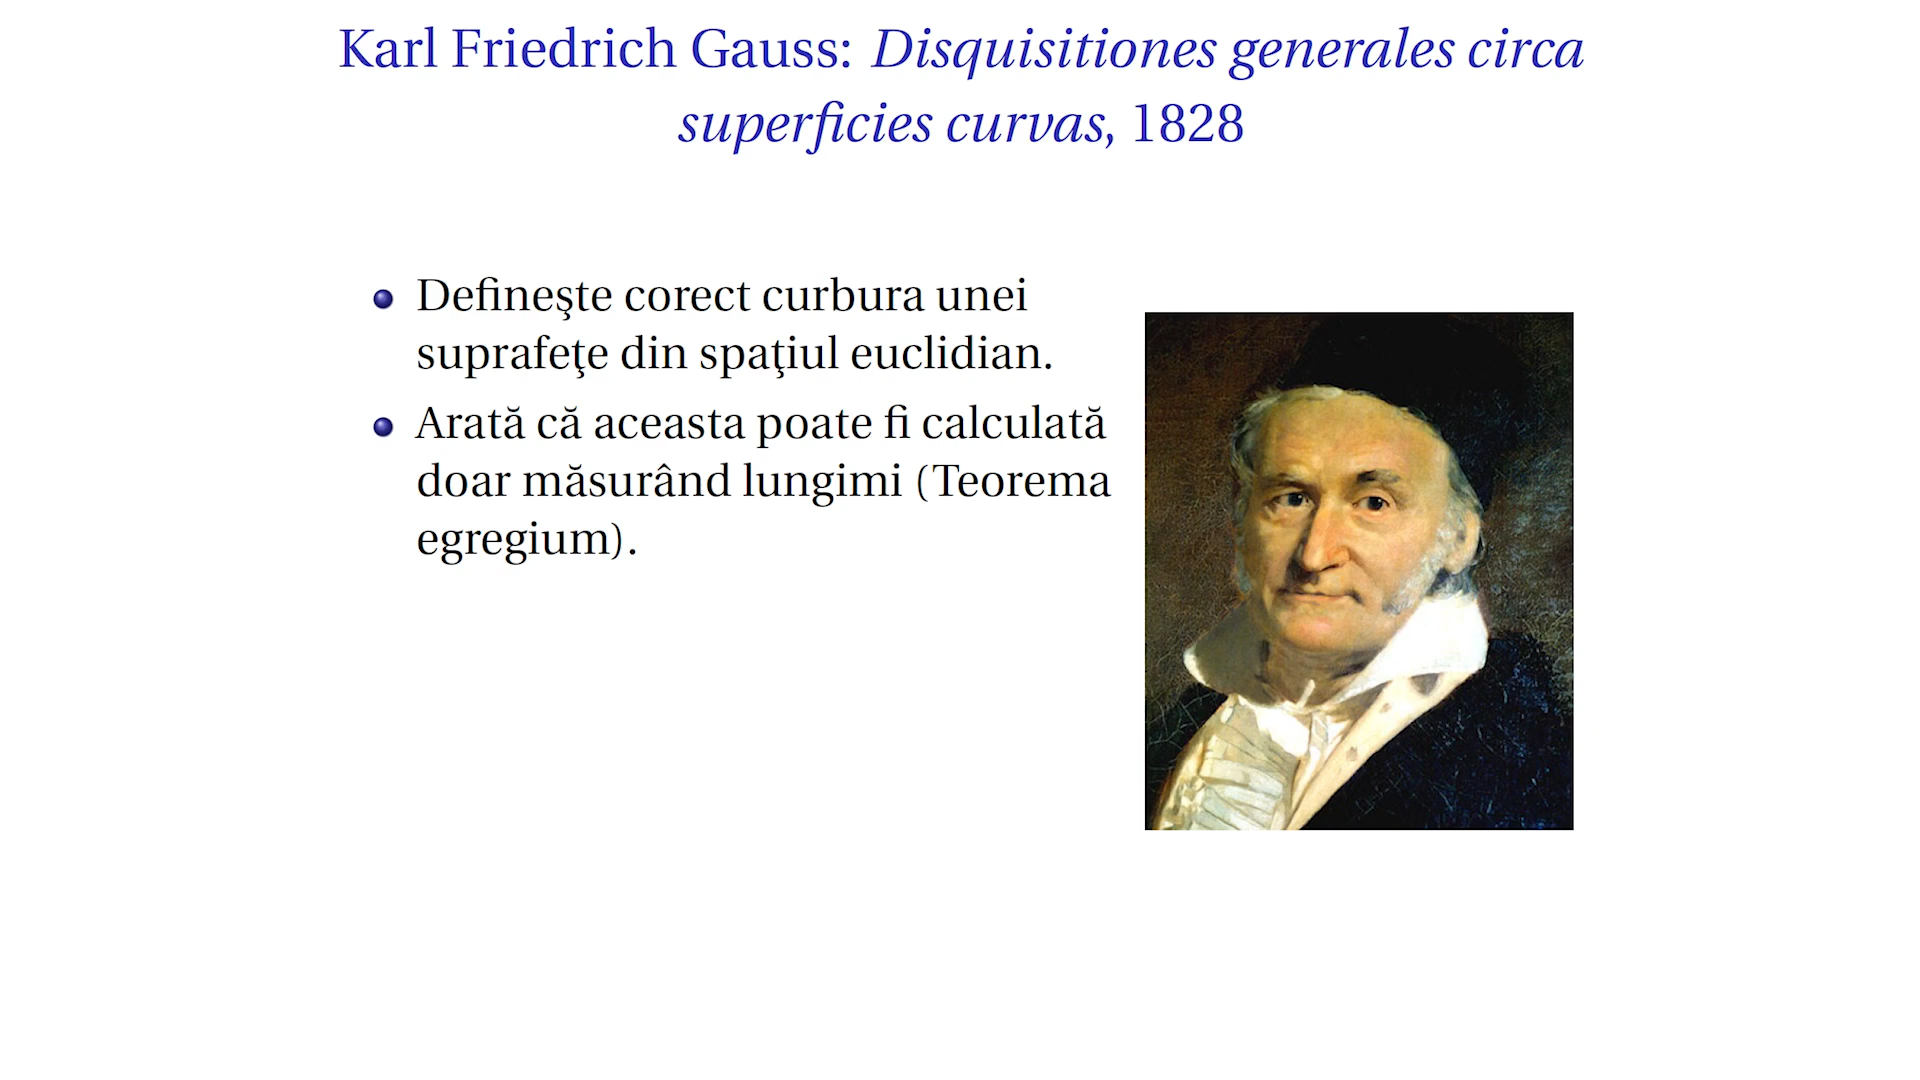 Karl Friedrich Gauss: Disquisitiones generales circa
superficies curvas, 1828
Defineşte corect curbura unei
suprafeţe din spaţiul euclidian.
Arată că aceasta poate fi calculată
doar măsurând lungimi (Teorema
egregium).